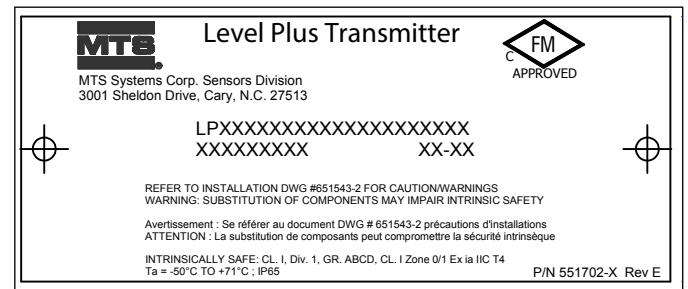 MTS
Level Plus Transmitter
FM
C
APPROVED
MTS Systems Corp. Sensors Division
3001 Sheldon Drive, Cary, N.C. 27513
LPXXXXXXXXXXXXXXXXXXXX
XXXXXXXXX XX-XX
REFER TO INSTALLATION DWG #651543-2 FOR CAUTION/WARNINGS
WARNING: SUBSTITUTION OF COMPONENTS MAY IMPAIR INTRINSIC SAFETY
Avertissement : Se référer au document DWG # 651543-2 précautions d'installations
ATTENTION : La substitution de composants peut compromettre la sécurité intrinsèque
INTRINSICALLY SAFE: CL. I, Div. 1, GR. ABCD, CL. I Zone 0/1 Ex ia IIC T4
Ta = -50°C TO +71°C ; IP65
P/N 551702-X Rev E